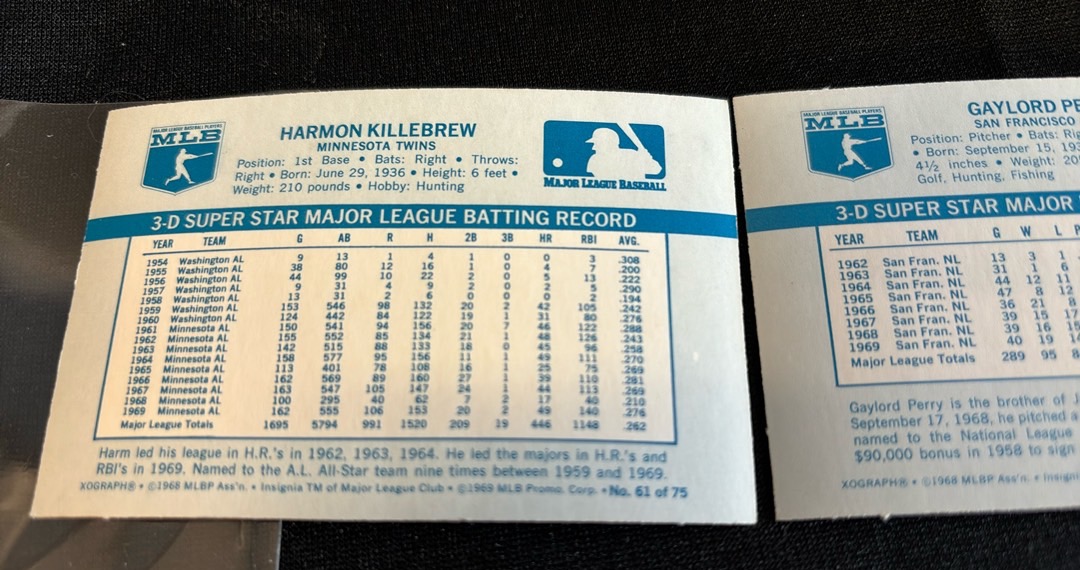 MAJOR LEAGUE BASEBALL PLAYERS
MLB
HARMON KILLEBREW
MINNESOTA TWINS
Position: 1st Base • Bats: Right • Throws:
Right • Born: June 29, 1936 • Height: 6 feet •
Weight: 210 pounds • Hobby: Hunting
MAJOR LEAGUE BASEBALL
3-D SUPER STAR MAJOR LEAGUE BATTING RECORD
YEAR TEAM G AB R H 2B 3B HR RBI AVG.
1954 Washington AL 9 13 1 4 1 0 0 3 .308
1955 Washington AL 38 80 12 16 1 0 4 7 .200
1956 Washington AL 44 99 10 22 2 0 5 13 .222
1957 Washington AL 9 31 4 9 2 0 2 5 .290
1958 Washington AL 13 31 2 6 0 0 0 2 .194
1959 Washington AL 153 546 98 132 20 2 42 105 .242
1960 Washington AL 124 442 84 122 19 1 31 80 .276
1961 Minnesota AL 150 541 94 156 20 7 46 122 .288
1962 Minnesota AL 155 552 85 134 21 1 48 126 .243
1963 Minnesota AL 142 515 88 133 18 0 45 96 .258
1964 Minnesota AL 158 577 95 156 11 1 49 111 .270
1965 Minnesota AL 113 401 78 108 16 1 25 75 .269
1966 Minnesota AL 162 569 89 160 27 1 39 110 .281
1967 Minnesota AL 163 547 105 147 24 1 44 113 .269
1968 Minnesota AL 100 295 40 62 7 2 17 40 .210
1969 Minnesota AL 162 555 106 153 20 2 49 140 .276
Major League Totals 1695 5794 991 1520 209 19 446 1148 .262
Harm led his league in H.R.'s in 1962, 1963, 1964. He led the majors in H.R.'s and
RBI's in 1969. Named to the A.L. All-Star team nine times between 1959 and 1969.
XOGRAPH® • ©1968 MLBP Ass'n. • Insignia TM of Major League Club • ©1969 MLB Promo. Corp. • No. 61 of 75
MAJOR LEAGUE BASEBALL PLAYERS
MLB
GAYLORD PE
SAN FRANCISCO
Position: Pitcher • Bats: Rig
• Born: September 15, 193
4½ inches • Weight: 20
Golf, Hunting, Fishing
3-D SUPER STAR MAJOR
YEAR TEAM G W L P
1962 San Fran. NL 13 3 1
1963 San Fran. NL 31 1 6
1964 San Fran. NL 44 12 11
1965 San Fran. NL 47 8 12
1966 San Fran. NL 36 21 8
1967 San Fran. NL 39 15 17
1968 San Fran. NL 39 16 15
1969 San Fran. NL 40 19 14
Major League Totals 289 95 8
Gaylord Perry is the brother of J
September 17, 1968, he pitched a
named to the National League
$90,000 bonus in 1958 to sign
XOGRAPH® • ©1968 MLBP Ass'n. • Insigni